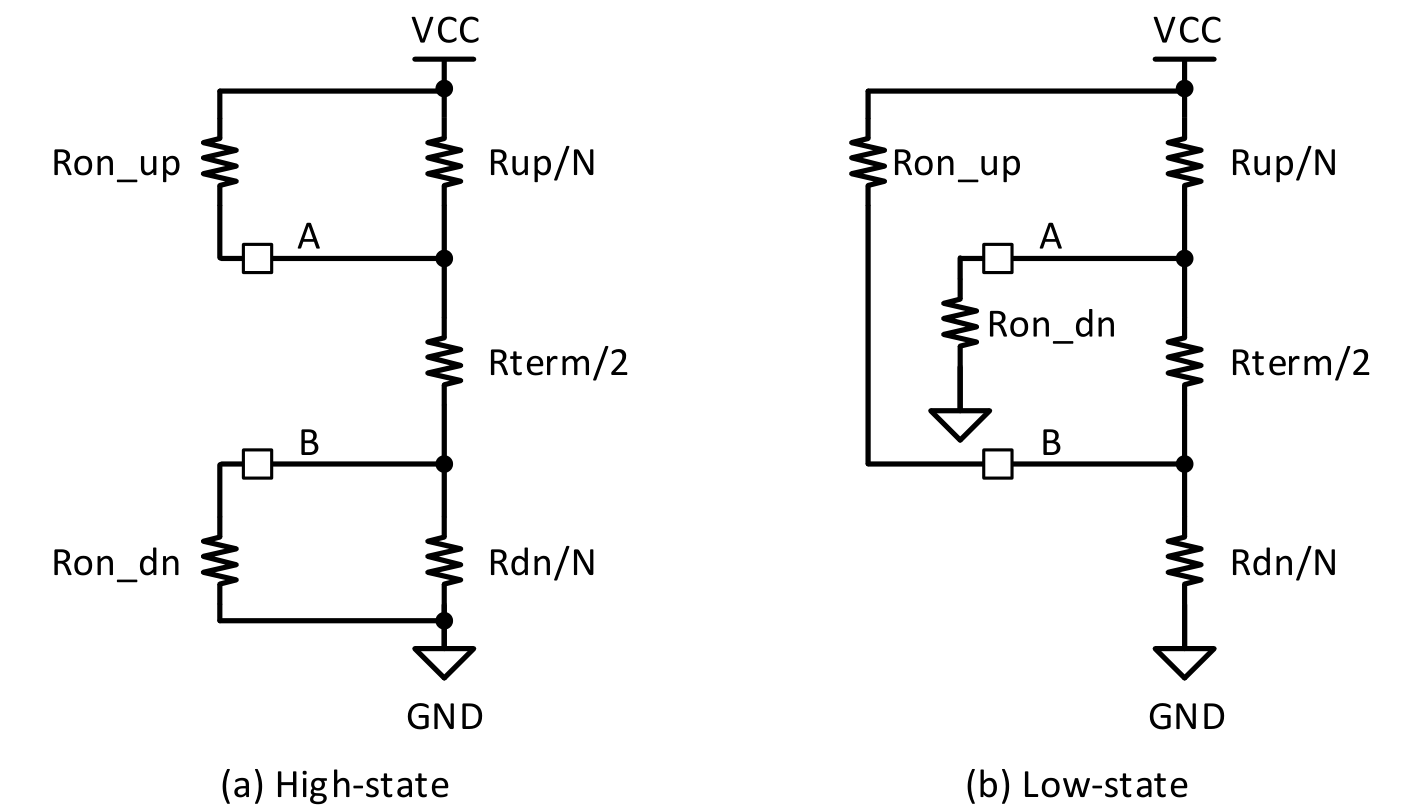 VCC
Ron_up
Rup/N
A
Rterm/2
B
Ron_dn
Rdn/N
GND
(a) High-state
VCC
Ron_up
Rup/N
A
Ron_dn
Rterm/2
B
Rdn/N
GND
(b) Low-state